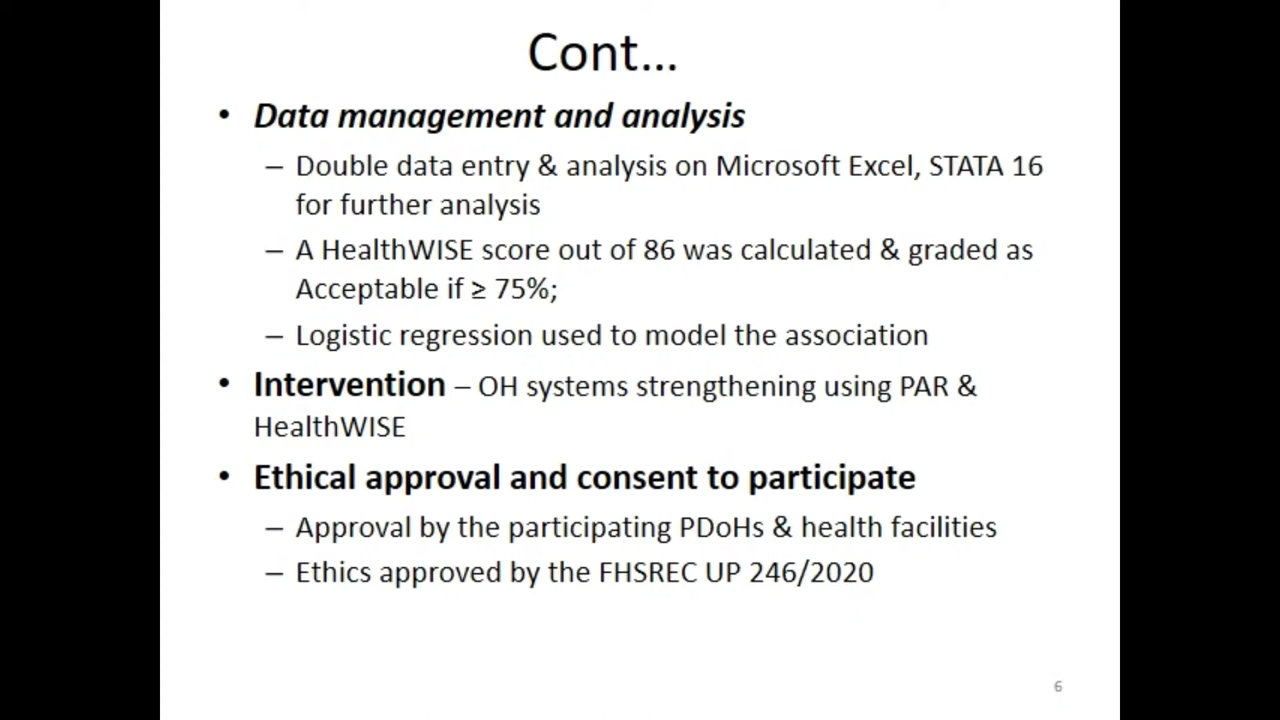 Cont...
• Data management and analysis
– Double data entry & analysis on Microsoft Excel, STATA 16
for further analysis
– A HealthWISE score out of 86 was calculated & graded as
Acceptable if ≥ 75%;
– Logistic regression used to model the association
• Intervention – OH systems strengthening using PAR &
HealthWISE
• Ethical approval and consent to participate
– Approval by the participating PDoHs & health facilities
– Ethics approved by the FHSREC UP 246/2020
6